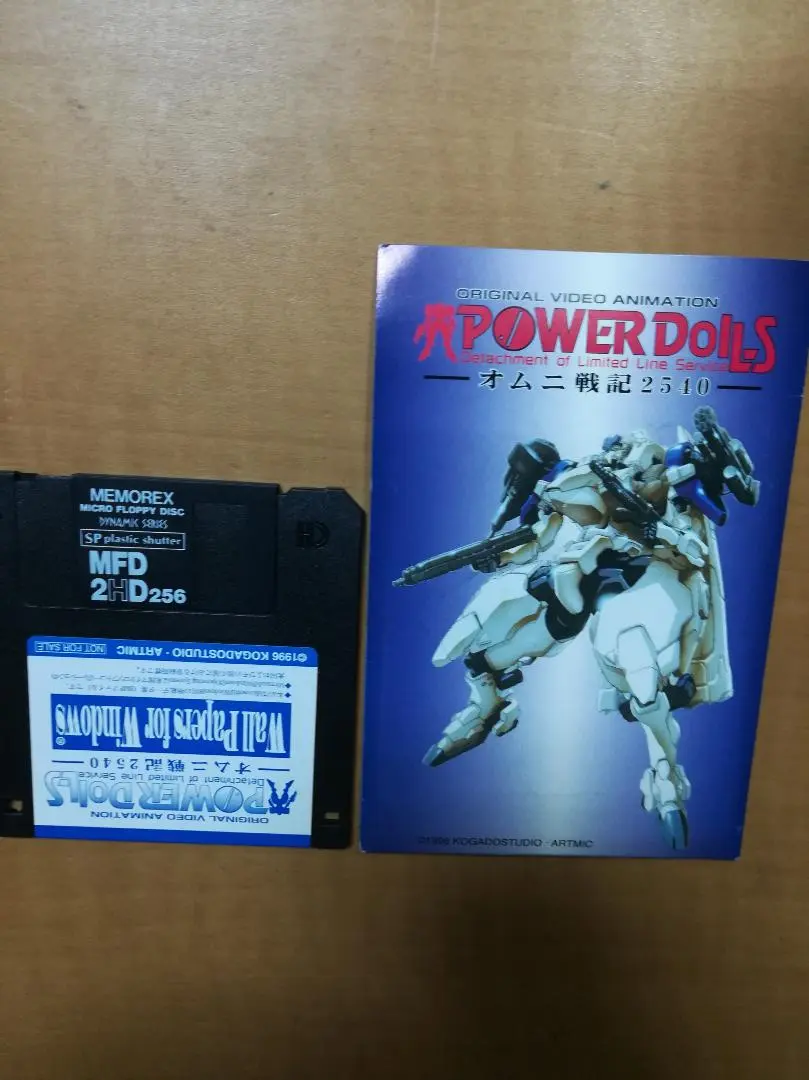 MEMOREX
MICRO FLOPPY DISC
DYNAMIC SERIES
SP plastic shutter
MFD
2HD256
HD
ORIGINAL VIDEO ANIMATION
POWER DOLLS
Detachment of Limited Line Service
オムニ戦記2540
Wall Papers for Windows®
©1996 KOGADOSTUDIO・ARTMIC
NOT FOR SALE
ORIGINAL VIDEO ANIMATION
POWER DOLLS
Detachment of Limited Line Service
オムニ戦記2540
©1996 KOGADOSTUDIO・ARTMIC